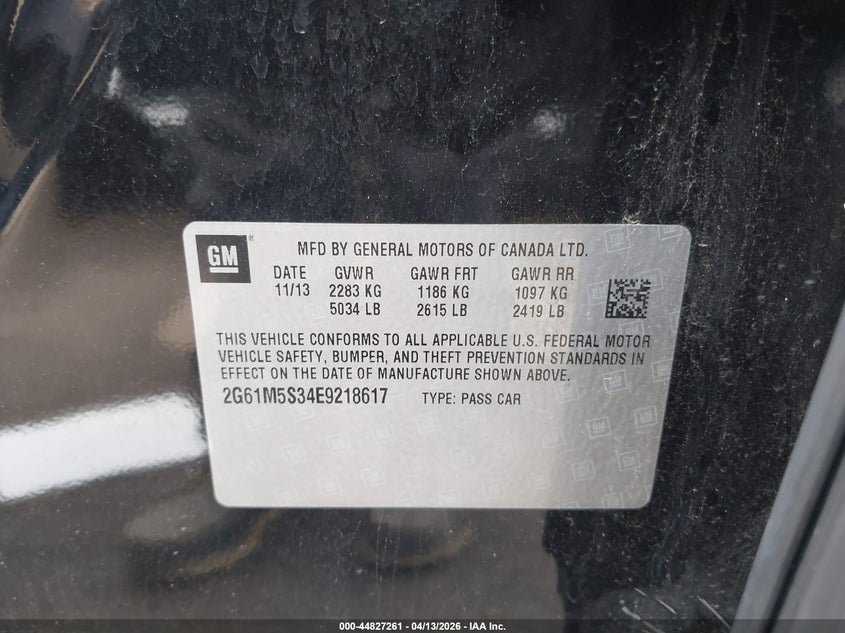 GM ® MFD BY GENERAL MOTORS OF CANADA LTD.
DATE GVWR GAWR FRT GAWR RR
11/13 2283 KG 1186 KG 1097 KG
5034 LB 2615 LB 2419 LB
THIS VEHICLE CONFORMS TO ALL APPLICABLE U.S. FEDERAL MOTOR
VEHICLE SAFETY, BUMPER, AND THEFT PREVENTION STANDARDS IN
EFFECT ON THE DATE OF MANUFACTURE SHOWN ABOVE.
2G61M5S34E9218617 TYPE: PASS CAR
000-44827261 - 04/13/2026 - IAA Inc.